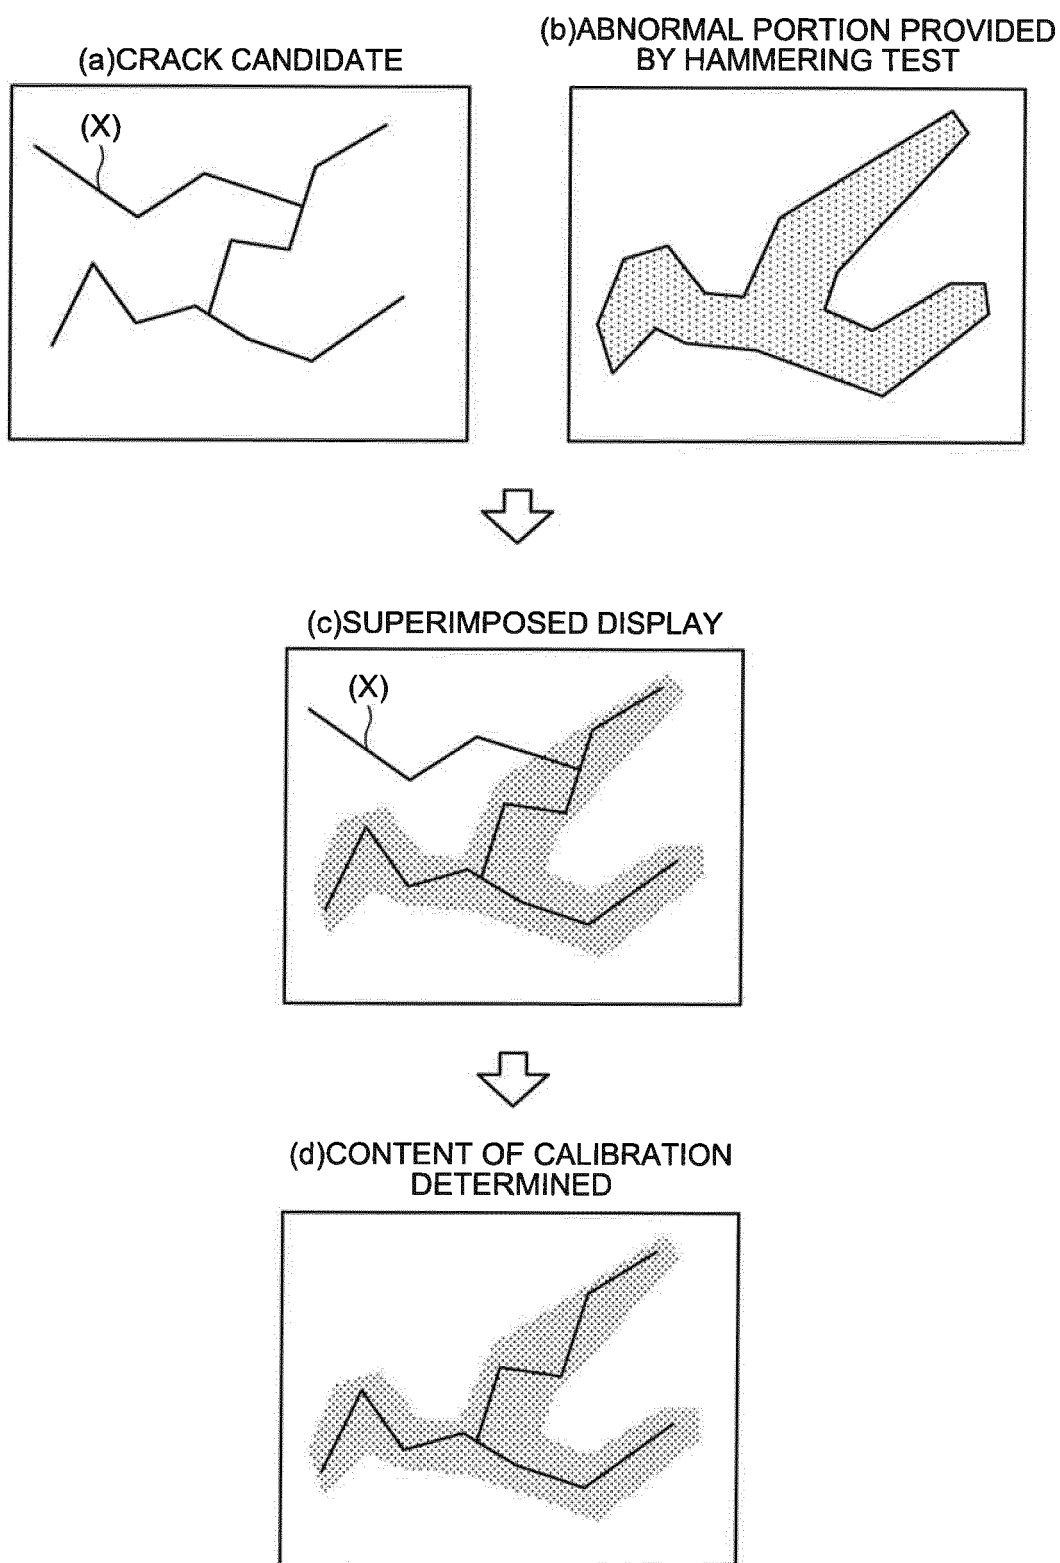 (a)CRACK CANDIDATE
(b)ABNORMAL PORTION PROVIDED
BY HAMMERING TEST
(X)
(c)SUPERIMPOSED DISPLAY
(X)
(d)CONTENT OF CALIBRATION
DETERMINED